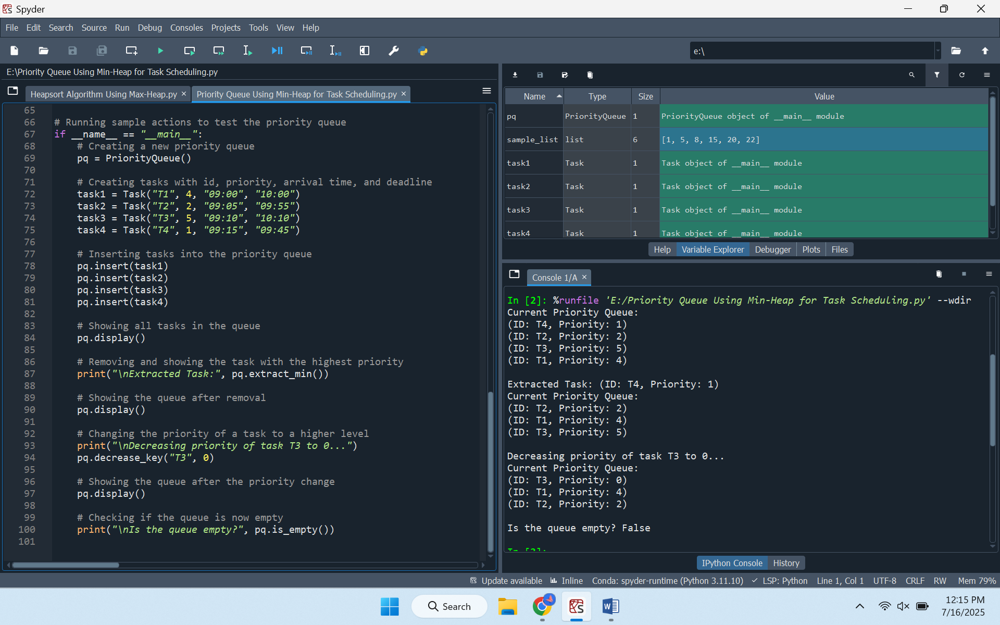 Spyder
File Edit Search Source Run Debug Consoles Projects Tools View Help
e:\
E:\Priority Queue Using Min-Heap for Task Scheduling.py
Heapsort Algorithm Using Max-Heap.py
Priority Queue Using Min-Heap for Task Scheduling.py
65
66 # Running sample actions to test the priority queue
67 if __name__ == "__main__":
68 # Creating a new priority queue
69 pq = PriorityQueue()
70
71 # Creating tasks with id, priority, arrival time, and deadline
72 task1 = Task("T1", 4, "09:00", "10:00")
73 task2 = Task("T2", 2, "09:05", "09:55")
74 task3 = Task("T3", 5, "09:10", "10:10")
75 task4 = Task("T4", 1, "09:15", "09:45")
76
77 # Inserting tasks into the priority queue
78 pq.insert(task1)
79 pq.insert(task2)
80 pq.insert(task3)
81 pq.insert(task4)
82
83 # Showing all tasks in the queue
84 pq.display()
85
86 # Removing and showing the task with the highest priority
87 print("\nExtracted Task:", pq.extract_min())
88
89 # Showing the queue after removal
90 pq.display()
91
92 # Changing the priority of a task to a higher level
93 print("\nDecreasing priority of task T3 to 0...")
94 pq.decrease_key("T3", 0)
95
96 # Showing the queue after the priority change
97 pq.display()
98
99 # Checking if the queue is now empty
100 print("\nIs the queue empty?", pq.is_empty())
101
Name Type Size Value
pq PriorityQueue 1 PriorityQueue object of __main__ module
sample_list list 6 [1, 5, 8, 15, 20, 22]
task1 Task 1 Task object of __main__ module
task2 Task 1 Task object of __main__ module
task3 Task 1 Task object of __main__ module
task4 Task 1 Task object of __main__ module
Help Variable Explorer Debugger Plots Files
Console 1/A
In [2]: %runfile 'E:/Priority Queue Using Min-Heap for Task Scheduling.py' --wdir
Current Priority Queue:
(ID: T4, Priority: 1)
(ID: T2, Priority: 2)
(ID: T3, Priority: 5)
(ID: T1, Priority: 4)
Extracted Task: (ID: T4, Priority: 1)
Current Priority Queue:
(ID: T2, Priority: 2)
(ID: T1, Priority: 4)
(ID: T3, Priority: 5)
Decreasing priority of task T3 to 0...
Current Priority Queue:
(ID: T3, Priority: 0)
(ID: T1, Priority: 4)
(ID: T2, Priority: 2)
Is the queue empty? False
In [3]:
IPython Console History
Update available Inline Conda: spyder-runtime (Python 3.11.10) LSP: Python Line 1, Col 1 UTF-8 CRLF RW Mem 79%
Search
12:15 PM
7/16/2025